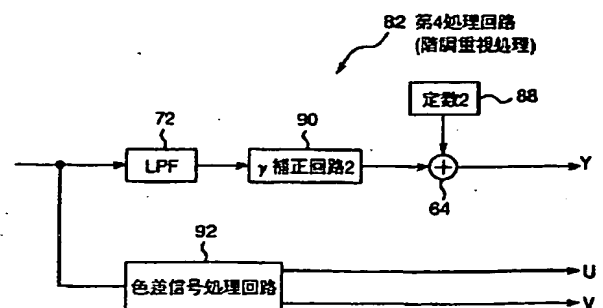 82 第4処理回路
(階調重視処理)
定数2
88
72
90
LPF
γ補正回路2
+
Y
64
92
色差信号処理回路
U
V